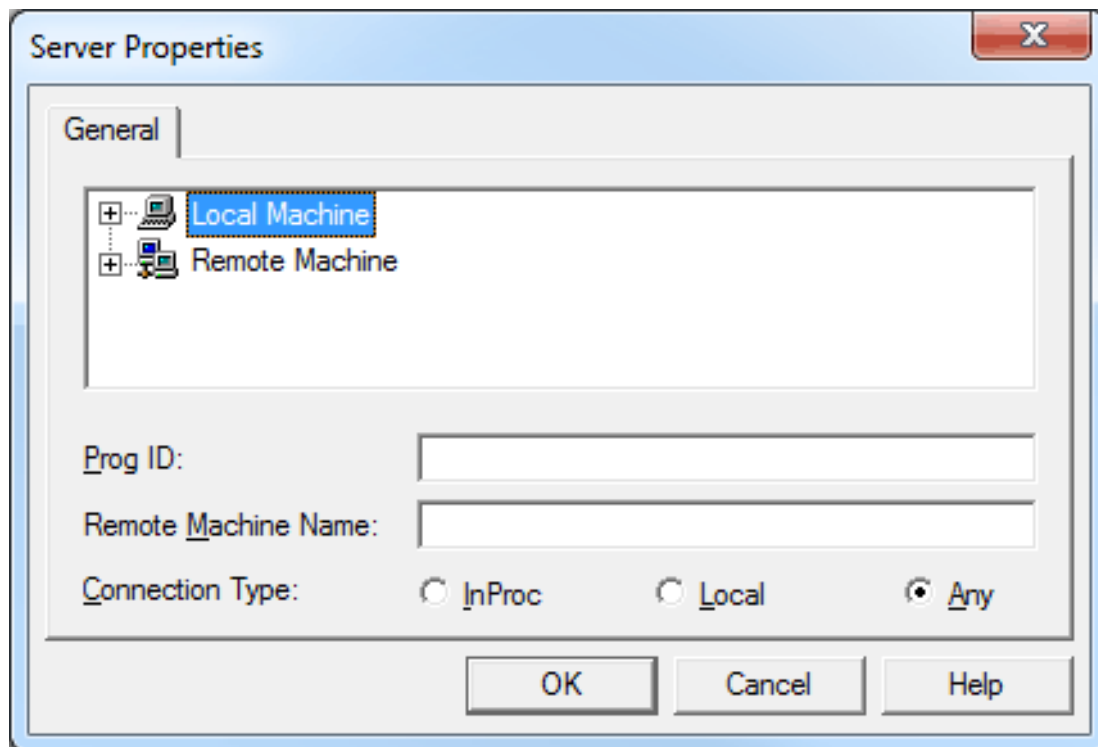 Server Properties
General
Local Machine
Remote Machine
Prog ID:
Remote Machine Name:
Connection Type: InProc Local Any
OK Cancel Help